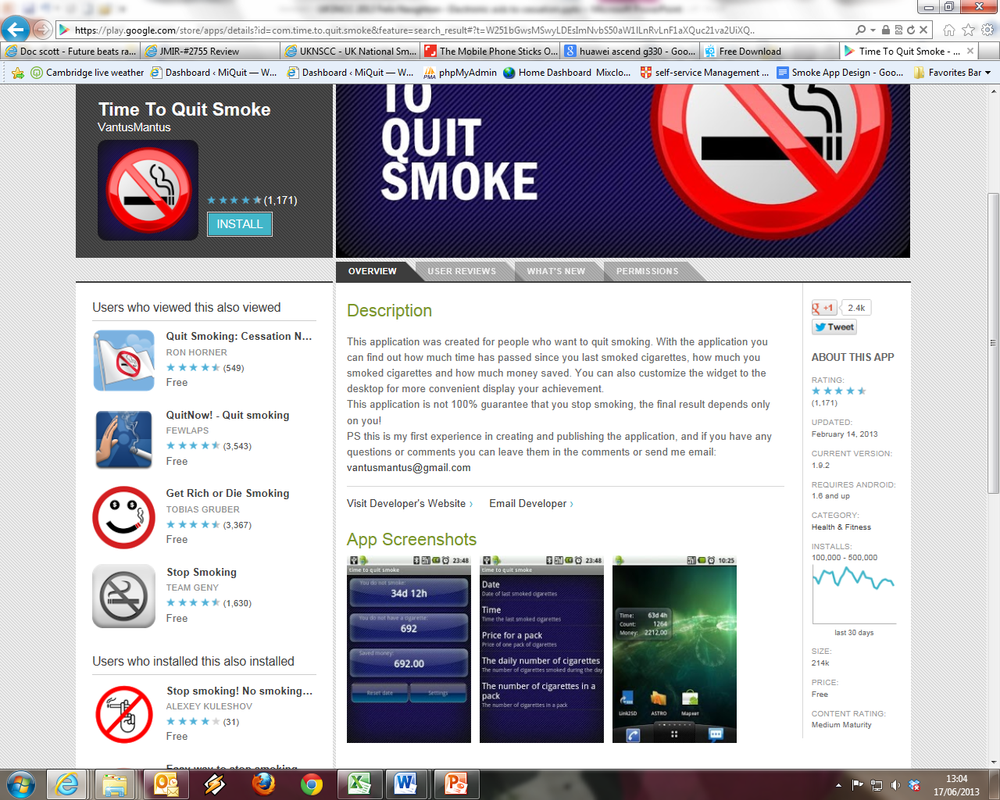 https://play.google.com/store/apps/details?id=com.time.to.quit.smoke&feature=search_result#?t=W251bGwsMSwyLDEsImNvbS50aW1lLnRvLnF1aXQuc21va2UiXQ..
Doc scott - Future beats ra...
JMIR-#2755 Review
UKNSCC - UK National Sm...
The Mobile Phone Sticks O...
huawei ascend g330 - Goo...
Free Download
Time To Quit Smoke - ...
Cambridge live weather
Dashboard ‹ MiQuit — W...
Dashboard ‹ MiQuit — W...
phpMyAdmin
Home Dashboard Mixclo...
self-service Management ...
Smoke App Design - Goo...
Favorites Bar
Time To Quit Smoke
VantusMantus
(1,171)
INSTALL
TO
QUIT
SMOKE
OVERVIEW
USER REVIEWS
WHAT'S NEW
PERMISSIONS
Users who viewed this also viewed
Quit Smoking: Cessation N...
RON HORNER
(549)
Free
QuitNow! - Quit smoking
FEWLAPS
(3,543)
Free
Get Rich or Die Smoking
TOBIAS GRUBER
(3,367)
Free
Stop Smoking
TEAM GENY
(1,630)
Free
Users who installed this also installed
Stop smoking! No smoking...
ALEXEY KULESHOV
(31)
Free
Easy way to stop smoking
Description
This application was created for people who want to quit smoking. With the application you
can find out how much time has passed since you last smoked cigarettes, how much you
smoked cigarettes and how much money saved. You can also customize the widget to the
desktop for more convenient display your achievement.
This application is not 100% guarantee that you stop smoking, the final result depends only
on you!
PS this is my first experience in creating and publishing the application, and if you have any
questions or comments you can leave them in the comments or send me email:
vantusmantus@gmail.com
Visit Developer's Website ›
Email Developer ›
App Screenshots
23:48
time to quit smoke
You do not smoke:
34d 12h
You do not have a cigarette:
692
Saved money:
692.00
Reset date
Settings
23:48
time to quit smoke
Date
Date of last smoked cigarettes
Time
Time the last smoked cigarettes
Price for a pack
Price of one pack of cigarettes
The daily number of cigarettes
The number of cigarettes smoked during the day
The number of cigarettes in a
pack
The number of cigarettes in a pack
10:25
Time: 63d 4h
Count: 1264
Money: 2212,00
Link2SD
ASTRO
Маркет
g +1
2.4k
Tweet
ABOUT THIS APP
RATING:
(1,171)
UPDATED:
February 14, 2013
CURRENT VERSION:
1.9.2
REQUIRES ANDROID:
1.6 and up
CATEGORY:
Health & Fitness
INSTALLS:
100,000 - 500,000
last 30 days
SIZE:
214k
PRICE:
Free
CONTENT RATING:
Medium Maturity
13:04
17/06/2013